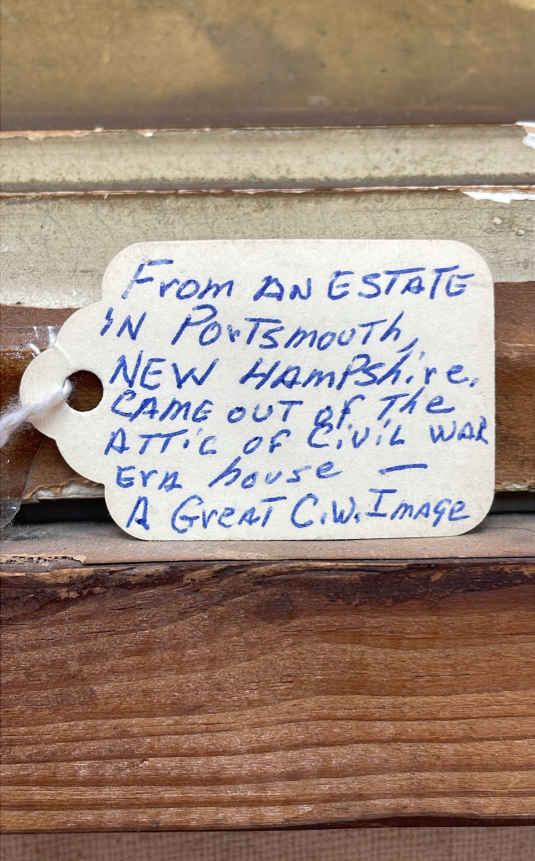 From AN ESTATE
IN Portsmouth,
NEW HAMPShire.
CAME OUT of The
ATTIC OF CIVIL WAR
ErA house —
A GreAT C.W. Image